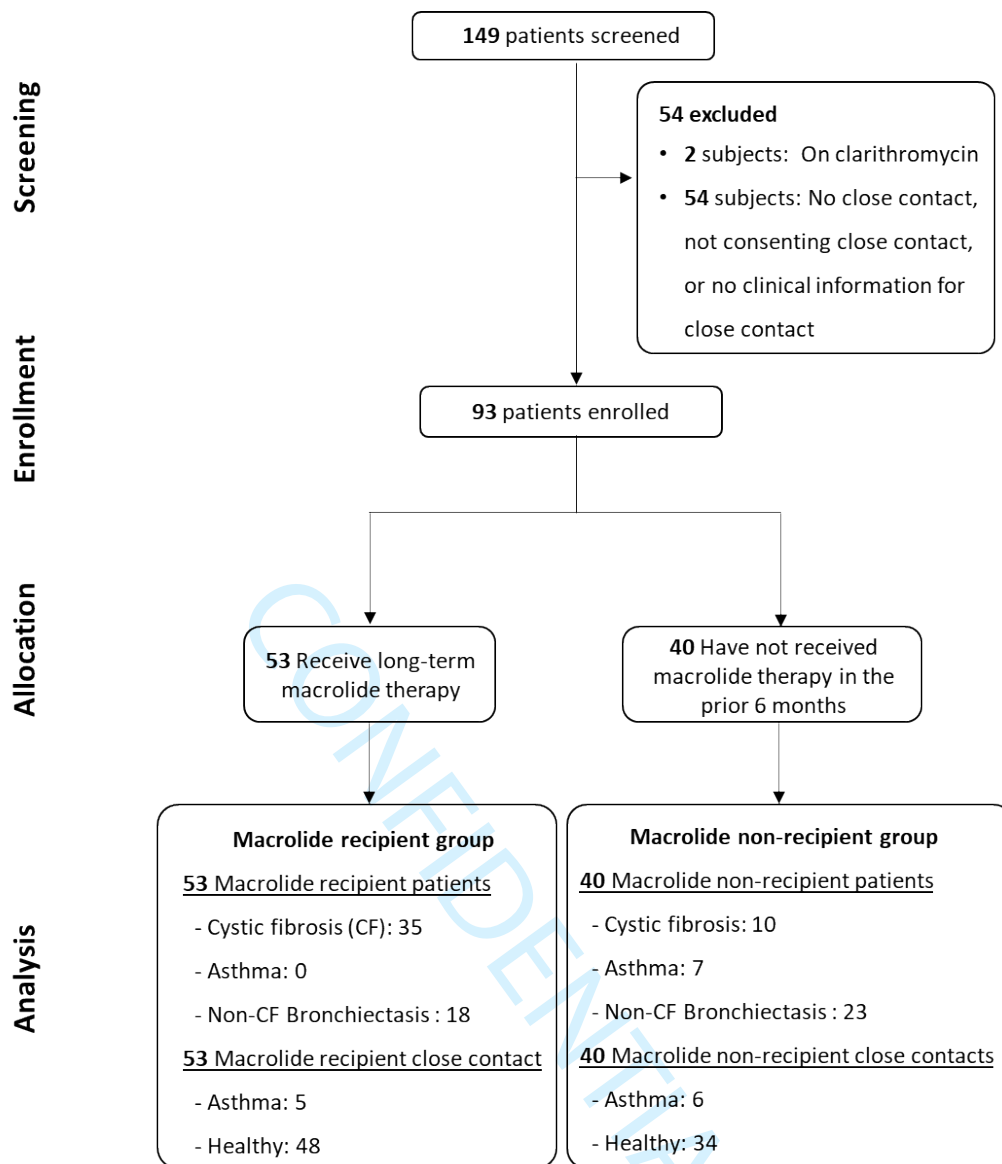 149 patients screened
Screening
54 excluded
• 2 subjects: On clarithromycin
• 54 subjects: No close contact,
not consenting close contact,
or no clinical information for
close contact
Enrollment
93 patients enrolled
Allocation
53 Receive long-term
macrolide therapy
40 Have not received
macrolide therapy in the
prior 6 months
Analysis
Macrolide recipient group
53 Macrolide recipient patients
- Cystic fibrosis (CF): 35
- Asthma: 0
- Non-CF Bronchiectasis : 18
53 Macrolide recipient close contact
- Asthma: 5
- Healthy: 48
Macrolide non-recipient group
40 Macrolide non-recipient patients
- Cystic fibrosis: 10
- Asthma: 7
- Non-CF Bronchiectasis : 23
40 Macrolide non-recipient close contacts
- Asthma: 6
- Healthy: 34
CONFIDENTIA